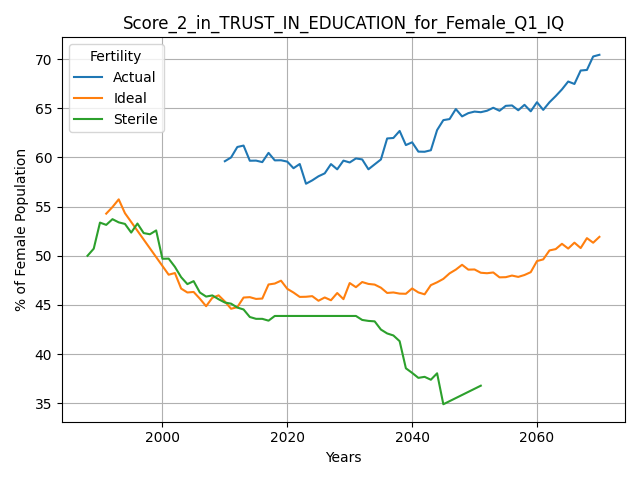 Score_2_in_TRUST_IN_EDUCATION_for_Female_Q1_IQ
Fertility
Actual
Ideal
Sterile
% of Female Population
70
65
60
55
50
45
40
35
2000
2020
2040
2060
Years